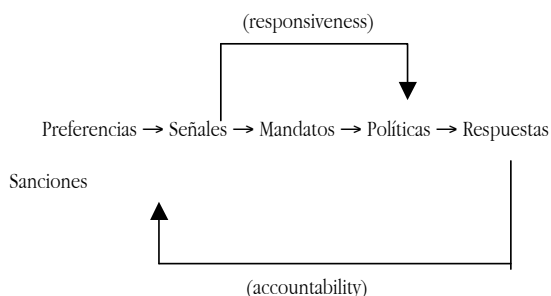 (responsiveness)
Preferencias → Señales → Mandatos → Políticas → Respuestas
Sanciones
(accountability)